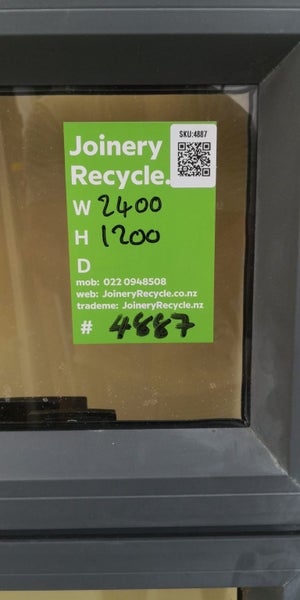 SKU:4887
Joinery
Recycle.
W 2400
H 1200
D
mob: 022 0948508
web: JoineryRecycle.co.nz
trademe: JoineryRecycle.nz
# 4887